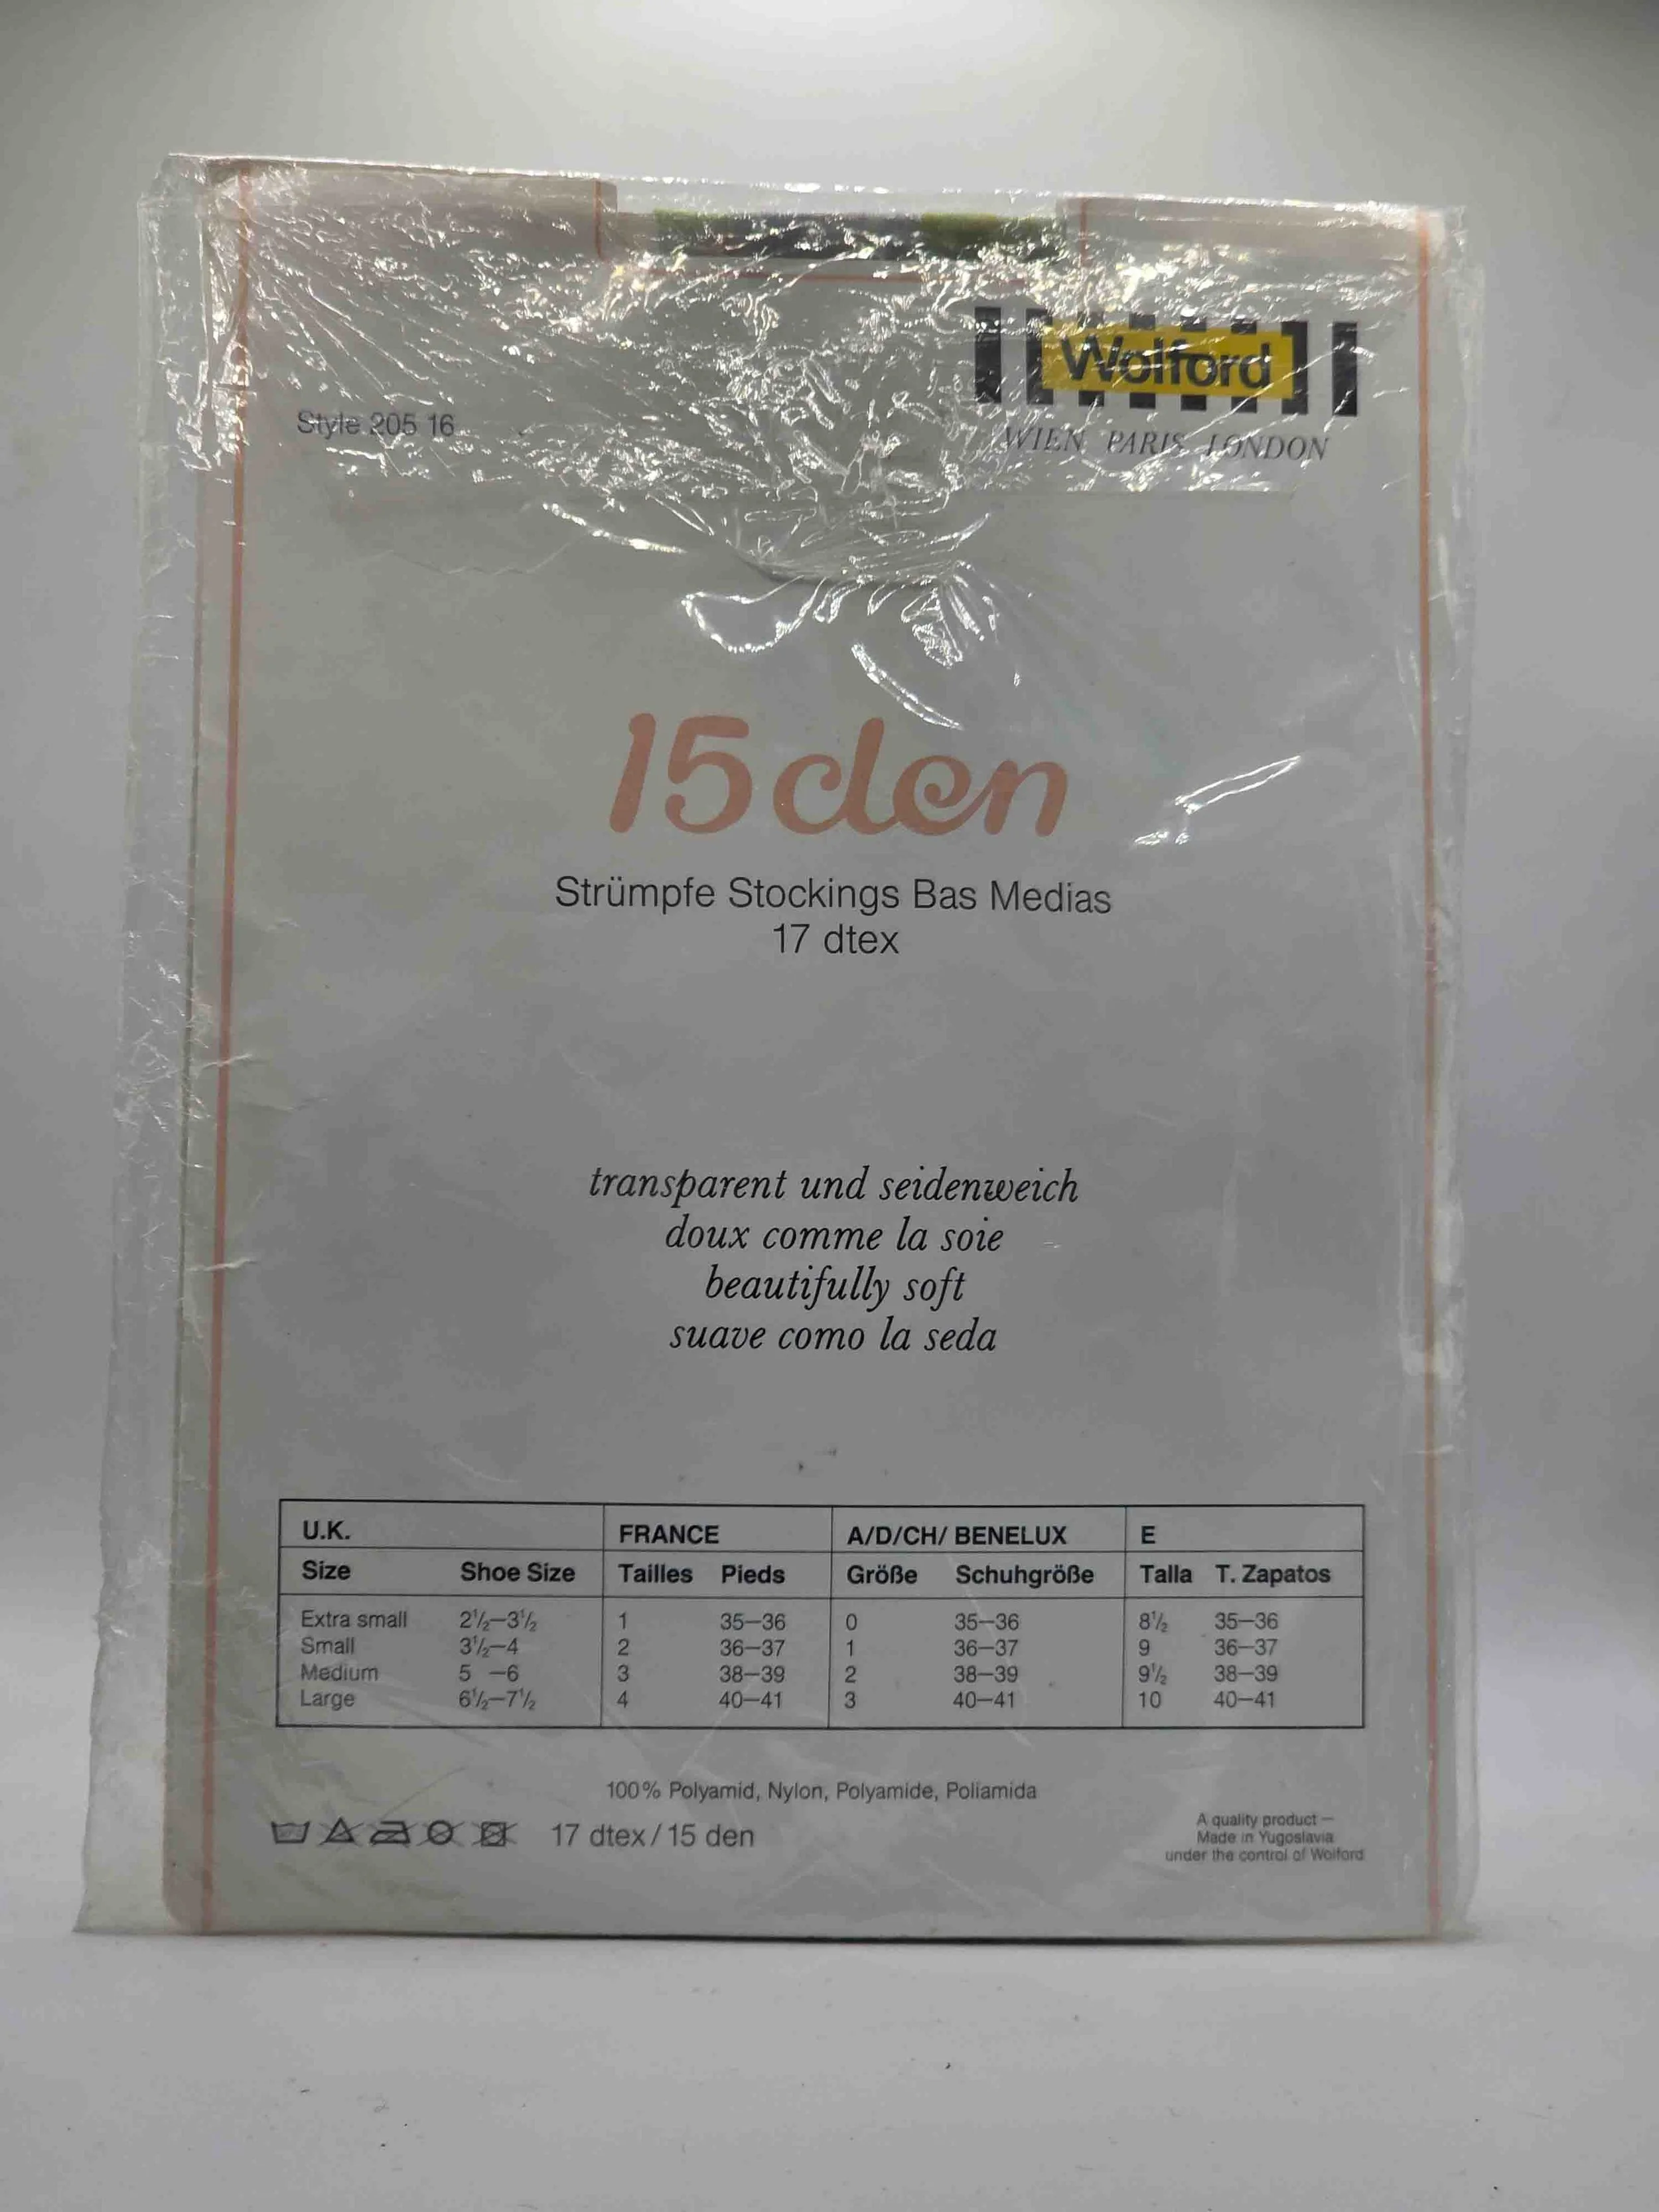 Wolford
WIEN PARIS LONDON
Style 205 16
15 den
Strümpfe Stockings Bas Medias
17 dtex
transparent und seidenweich
doux comme la soie
beautifully soft
suave como la seda
U.K. FRANCE A/D/CH/ BENELUX E
Size Shoe Size Tailles Pieds Größe Schuhgröße Talla T. Zapatos
Extra small 2½–3½ 1 35–36 0 35–36 8½ 35–36
Small 3½–4 2 36–37 1 36–37 9 36–37
Medium 5 –6 3 38–39 2 38–39 9½ 38–39
Large 6½–7½ 4 40–41 3 40–41 10 40–41
100% Polyamid, Nylon, Polyamide, Poliamida
17 dtex / 15 den
A quality product –
Made in Yugoslavia
under the control of Wolford